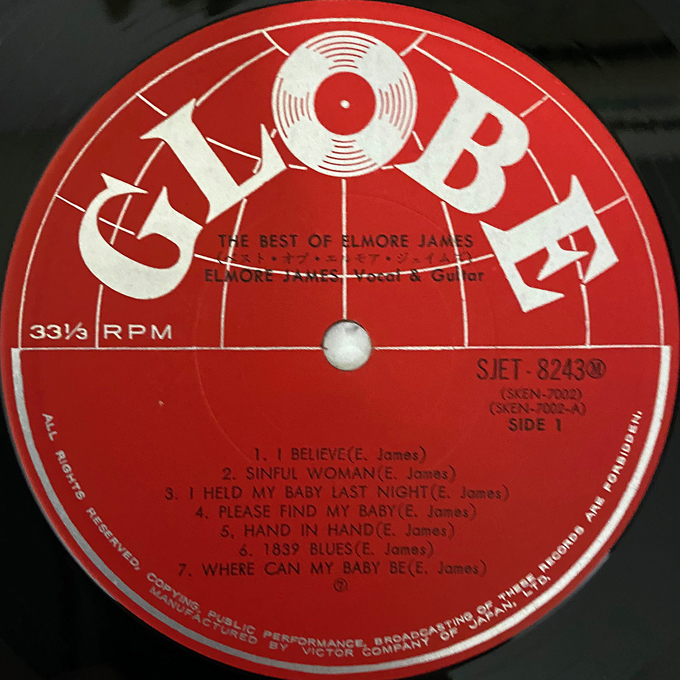 GLOBE
THE BEST OF ELMORE JAMES
(ベスト・オブ・エルモア・ジェイムズ)
ELMORE JAMES, Vocal & Guitar
33⅓ RPM
SJET-8243Ⓜ
(SKEN-7002)
(SKEN-7002-A)
SIDE 1
1. I BELIEVE(E. James)
2. SINFUL WOMAN(E. James)
3. I HELD MY BABY LAST NIGHT(E. James)
4. PLEASE FIND MY BABY(E. James)
5, HAND IN HAND(E. James)
6. 1839 BLUES(E. James)
7. WHERE CAN MY BABY BE(E. James)
ALL RIGHTS RESERVED, COPYING, PUBLIC PERFORMANCE, BROADCASTING OF THESE RECORDS ARE FORBIDDEN.
MANUFACTURED BY VICTOR COMPANY OF JAPAN, LTD.